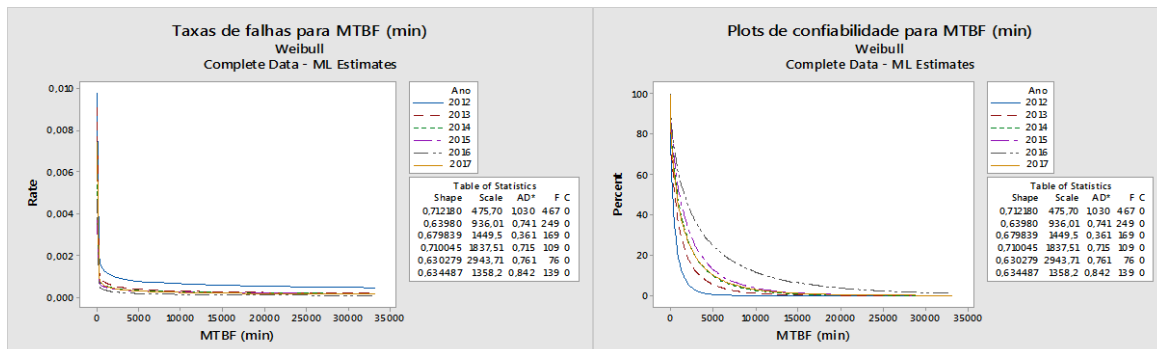 Taxas de falhas para MTBF (min)
Weibull
Complete Data - ML Estimates
0,010
0,008
0,006
0,004
0,002
0,000
Rate
0
5000
10000
15000
20000
25000
30000
35000
MTBF (min)
Ano
2012
2013
2014
2015
2016
2017
Table of Statistics
Shape Scale AD* F C
0,712180 475,70 1,030 467 0
0,63980 936,01 0,741 249 0
0,679839 1449,5 0,361 169 0
0,710045 1837,51 0,715 109 0
0,630279 2943,71 0,761 76 0
0,634487 1358,2 0,842 139 0
Plots de confiabilidade para MTBF (min)
Weibull
Complete Data - ML Estimates
100
80
60
40
20
0
Percent
0
5000
10000
15000
20000
25000
30000
35000
MTBF (min)
Ano
2012
2013
2014
2015
2016
2017
Table of Statistics
Shape Scale AD* F C
0,712180 475,70 1,030 467 0
0,63980 936,01 0,741 249 0
0,679839 1449,5 0,361 169 0
0,710045 1837,51 0,715 109 0
0,630279 2943,71 0,761 76 0
0,634487 1358,2 0,842 139 0